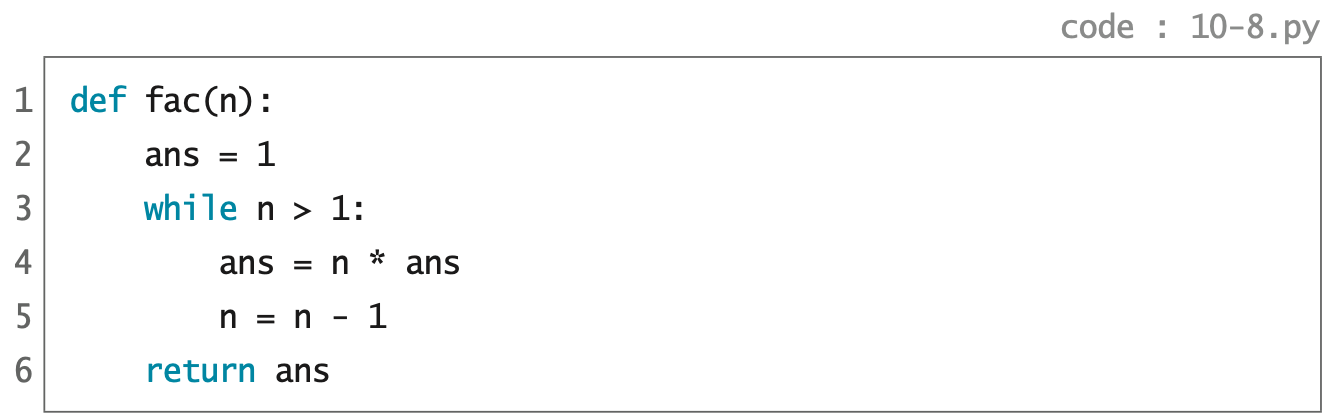 code : 10-8.py
1 def fac(n):
2     ans = 1
3     while n > 1:
4         ans = n * ans
5         n = n - 1
6     return ans